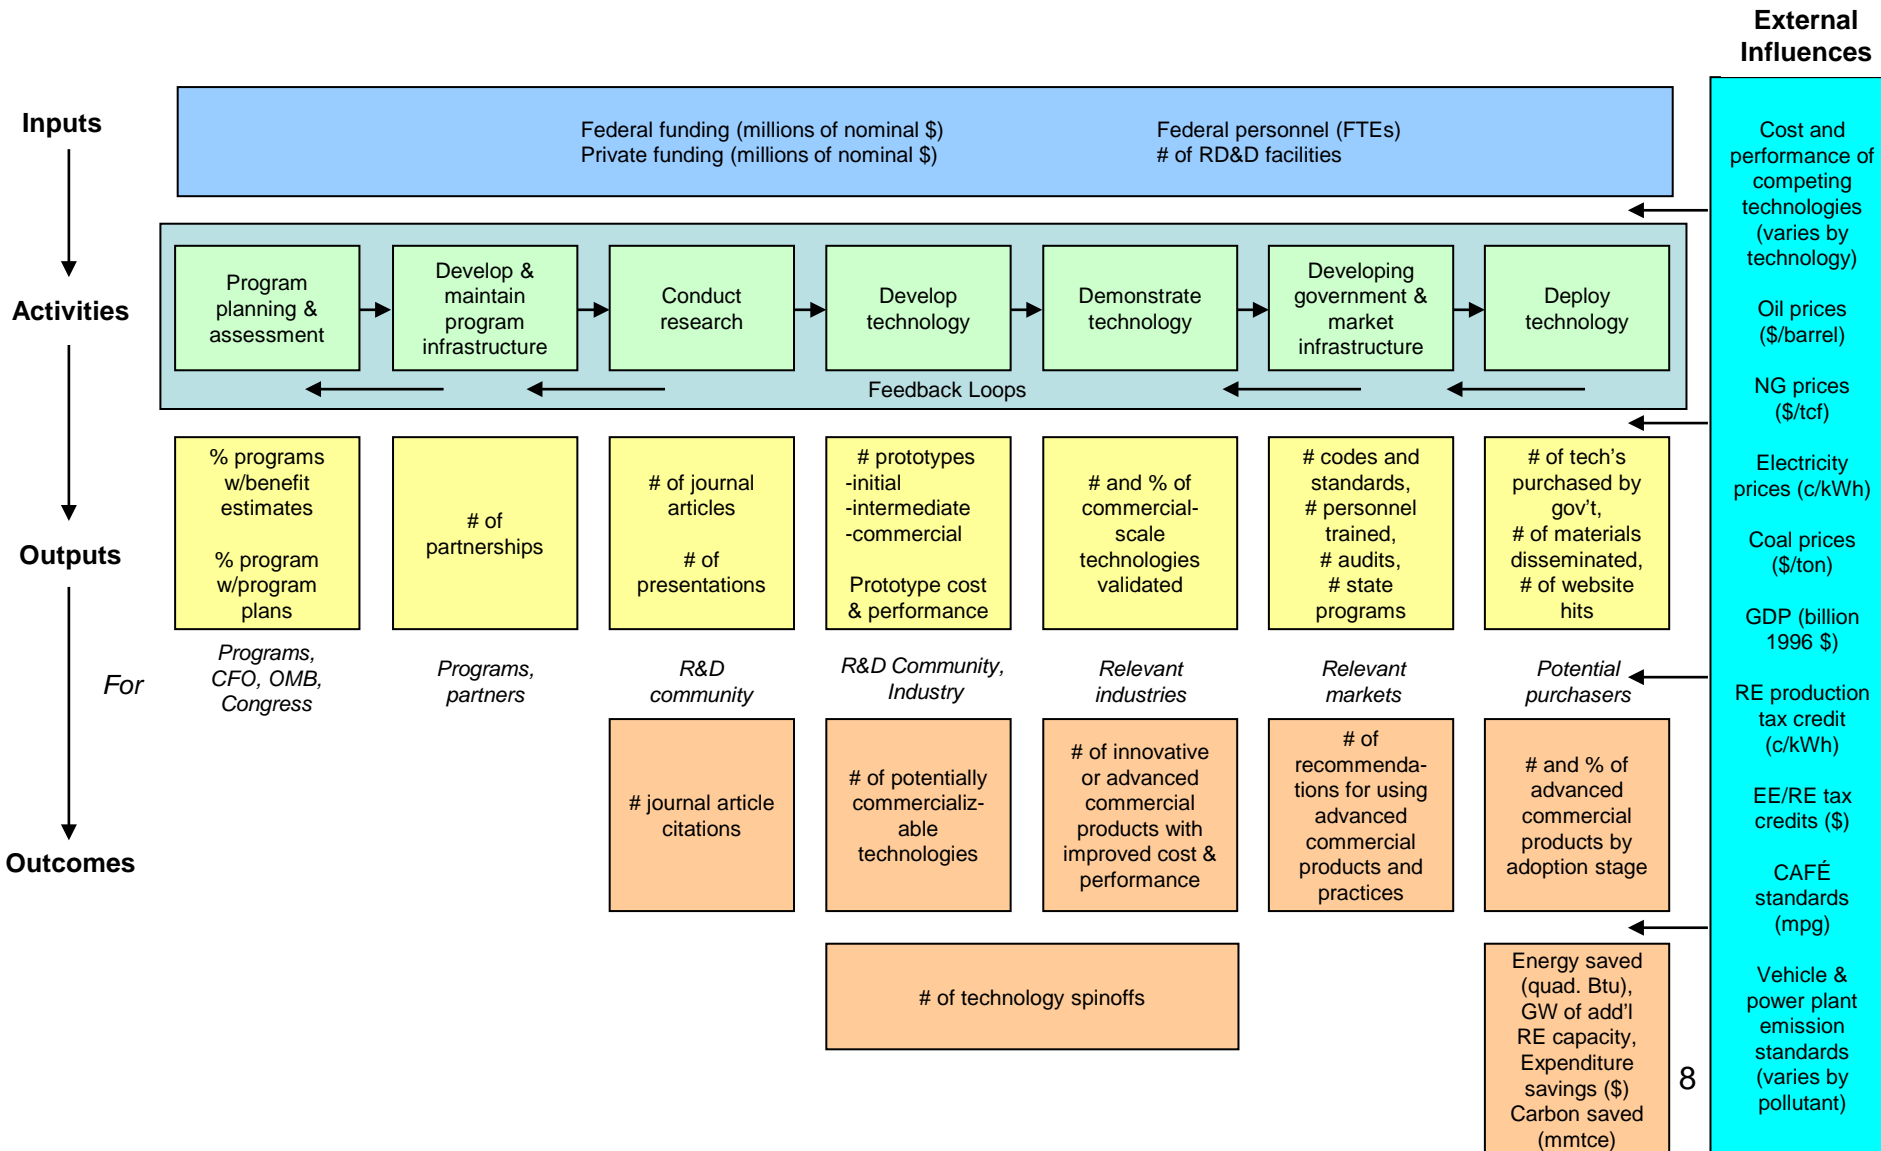 External
Influences
Inputs
Federal funding (millions of nominal $)
Private funding (millions of nominal $)
Federal personnel (FTEs)
# of RD&D facilities
Activities
Program
planning &
assessment
Develop &
maintain
program
infrastructure
Conduct
research
Develop
technology
Demonstrate
technology
Developing
government &
market
infrastructure
Deploy
technology
Feedback Loops
Outputs
% programs
w/benefit
estimates
% program
w/program
plans
# of
partnerships
# of journal
articles
# of
presentations
# prototypes
-initial
-intermediate
-commercial
Prototype cost
& performance
# and % of
commercial-
scale
technologies
validated
# codes and
standards,
# personnel
trained,
# audits,
# state
programs
# of tech's
purchased by
gov't,
# of materials
disseminated,
# of website
hits
For
Programs,
CFO, OMB,
Congress
Programs,
partners
R&D
community
R&D Community,
Industry
Relevant
industries
Relevant
markets
Potential
purchasers
Outcomes
# journal article
citations
# of potentially
commercializ-
able
technologies
# of innovative
or advanced
commercial
products with
improved cost &
performance
# of
recommenda-
tions for using
advanced
commercial
products and
practices
# and % of
advanced
commercial
products by
adoption stage
# of technology spinoffs
Energy saved
(quad. Btu),
GW of add'l
RE capacity,
Expenditure
savings ($)
Carbon saved
(mmtce)
8
Cost and
performance of
competing
technologies
(varies by
technology)
Oil prices
($/barrel)
NG prices
($/tcf)
Electricity
prices (c/kWh)
Coal prices
($/ton)
GDP (billion
1996 $)
RE production
tax credit
(c/kWh)
EE/RE tax
credits ($)
CAFÉ
standards
(mpg)
Vehicle &
power plant
emission
standards
(varies by
pollutant)